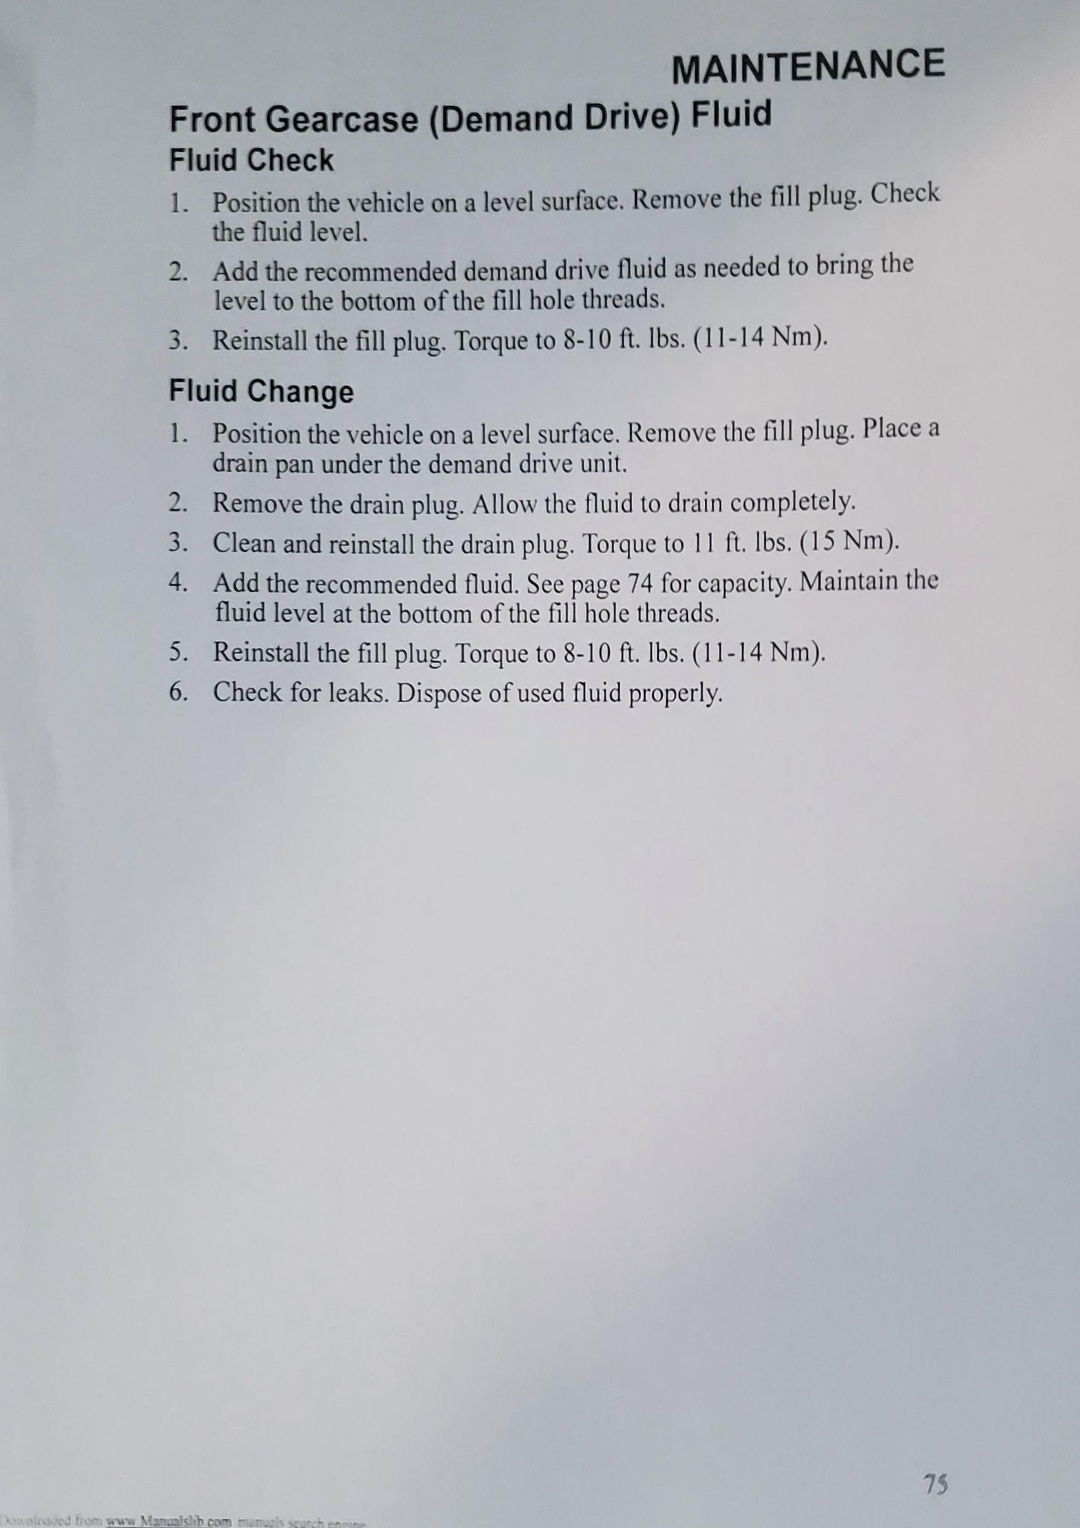 MAINTENANCE
Front Gearcase (Demand Drive) Fluid
Fluid Check
1. Position the vehicle on a level surface. Remove the fill plug. Check
the fluid level.
2. Add the recommended demand drive fluid as needed to bring the
level to the bottom of the fill hole threads.
3. Reinstall the fill plug. Torque to 8-10 ft. lbs. (11-14 Nm).
Fluid Change
1. Position the vehicle on a level surface. Remove the fill plug. Place a
drain pan under the demand drive unit.
2. Remove the drain plug. Allow the fluid to drain completely.
3. Clean and reinstall the drain plug. Torque to 11 ft. lbs. (15 Nm).
4. Add the recommended fluid. See page 74 for capacity. Maintain the
fluid level at the bottom of the fill hole threads.
5. Reinstall the fill plug. Torque to 8-10 ft. lbs. (11-14 Nm).
6. Check for leaks. Dispose of used fluid properly.
75
Downloaded from www.Manualslib.com manuals search engine